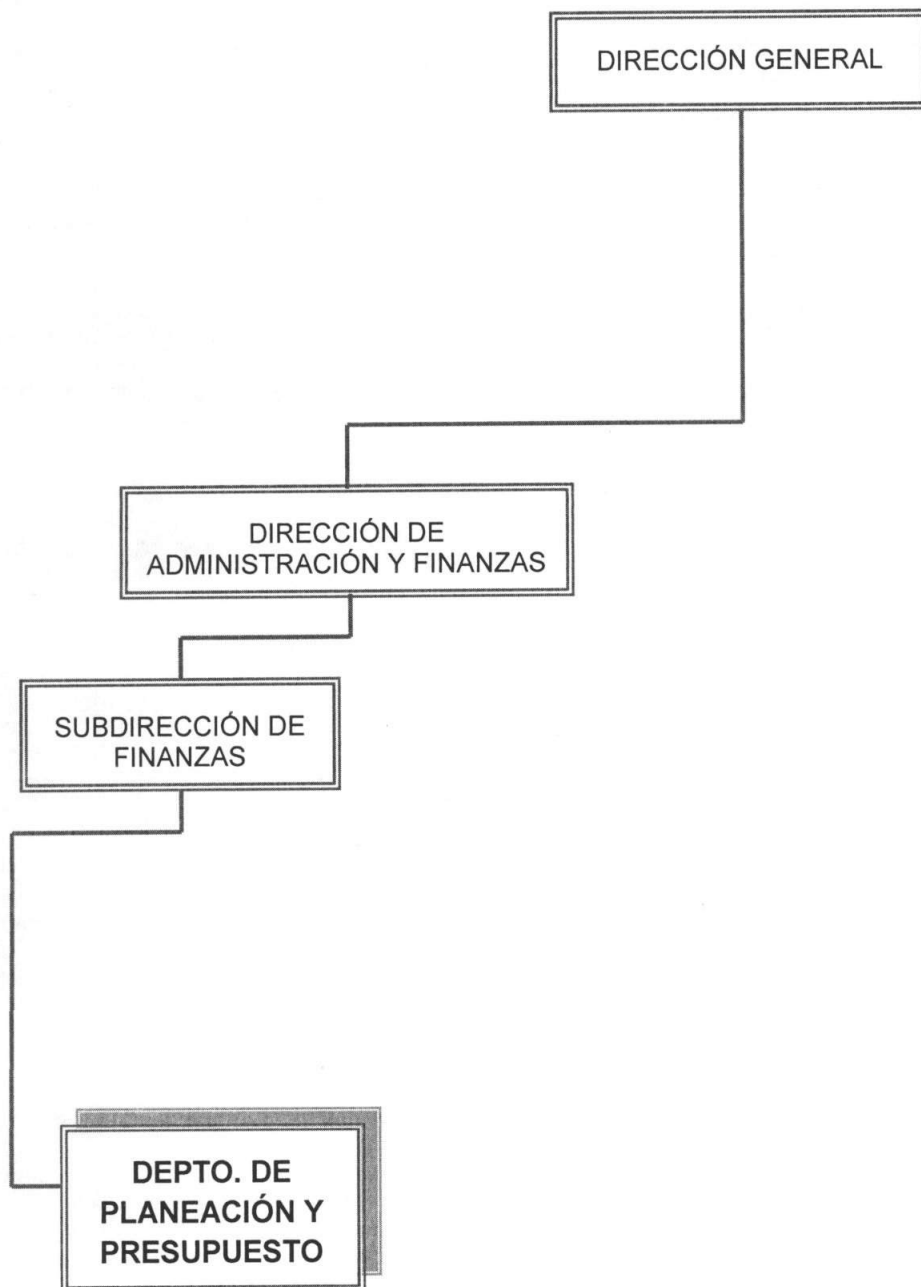 DIRECCIÓN GENERAL
DIRECCIÓN DE
ADMINISTRACIÓN Y FINANZAS
SUBDIRECCIÓN DE
FINANZAS
DEPTO. DE
PLANEACIÓN Y
PRESUPUESTO